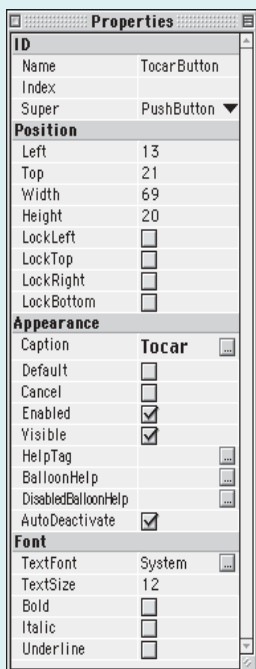 Properties
ID
Name TocarButton
Index
Super PushButton
Position
Left 13
Top 21
Width 69
Height 20
LockLeft
LockTop
LockRight
LockBottom
Appearance
Caption Tocar ...
Default
Cancel
Enabled
Visible
HelpTag ...
BalloonHelp ...
DisabledBalloonHelp ...
AutoDeactivate
Font
TextFont System ...
TextSize 12
Bold
Italic
Underline